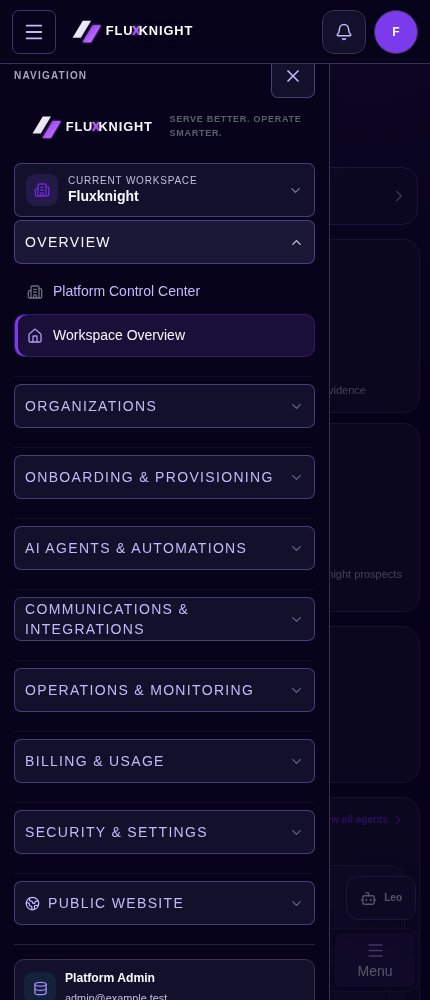 FLUXKNIGHT
F
NAVIGATION
FLUXKNIGHT
SERVE BETTER. OPERATE
SMARTER.
CURRENT WORKSPACE
Fluxknight
OVERVIEW
Platform Control Center
Workspace Overview
ORGANIZATIONS
ONBOARDING & PROVISIONING
AI AGENTS & AUTOMATIONS
COMMUNICATIONS &
INTEGRATIONS
OPERATIONS & MONITORING
BILLING & USAGE
SECURITY & SETTINGS
PUBLIC WEBSITE
Platform Admin
admin@example.test
all agents
Leo
Menu
prospects